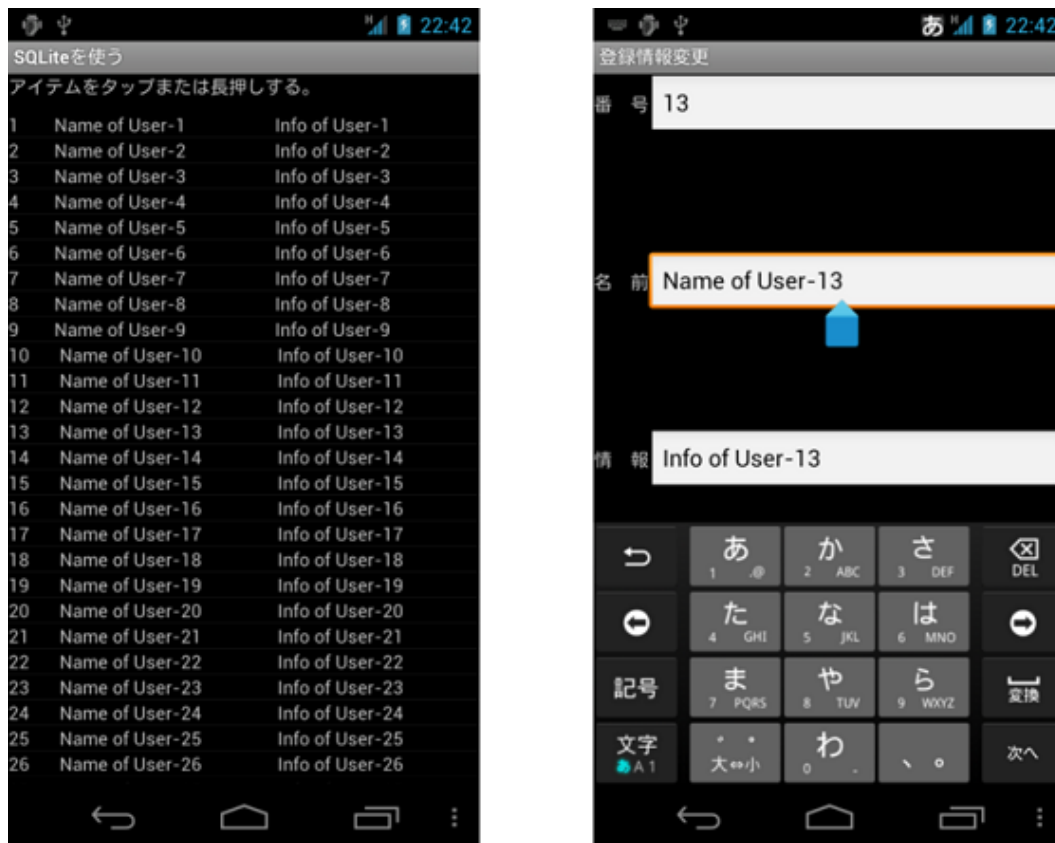 22:42
SQLiteを使う
アイテムをタップまたは長押しする。
1 Name of User-1 Info of User-1
2 Name of User-2 Info of User-2
3 Name of User-3 Info of User-3
4 Name of User-4 Info of User-4
5 Name of User-5 Info of User-5
6 Name of User-6 Info of User-6
7 Name of User-7 Info of User-7
8 Name of User-8 Info of User-8
9 Name of User-9 Info of User-9
10 Name of User-10 Info of User-10
11 Name of User-11 Info of User-11
12 Name of User-12 Info of User-12
13 Name of User-13 Info of User-13
14 Name of User-14 Info of User-14
15 Name of User-15 Info of User-15
16 Name of User-16 Info of User-16
17 Name of User-17 Info of User-17
18 Name of User-18 Info of User-18
19 Name of User-19 Info of User-19
20 Name of User-20 Info of User-20
21 Name of User-21 Info of User-21
22 Name of User-22 Info of User-22
23 Name of User-23 Info of User-23
24 Name of User-24 Info of User-24
25 Name of User-25 Info of User-25
26 Name of User-26 Info of User-26
あ H 22:42
登録情報変更
番 号 13
名 前 Name of User-13
情 報 Info of User-13
あ か さ
1 .@ 2 ABC 3 DEF DEL
た な は
4 GHI 5 JKL 6 MNO
記号 ま や ら 変換
7 PQRS 8 TUV 9 WXYZ
文字 ゛ ゜ わ 、 。 次へ
あA1 大⇔小 0 .